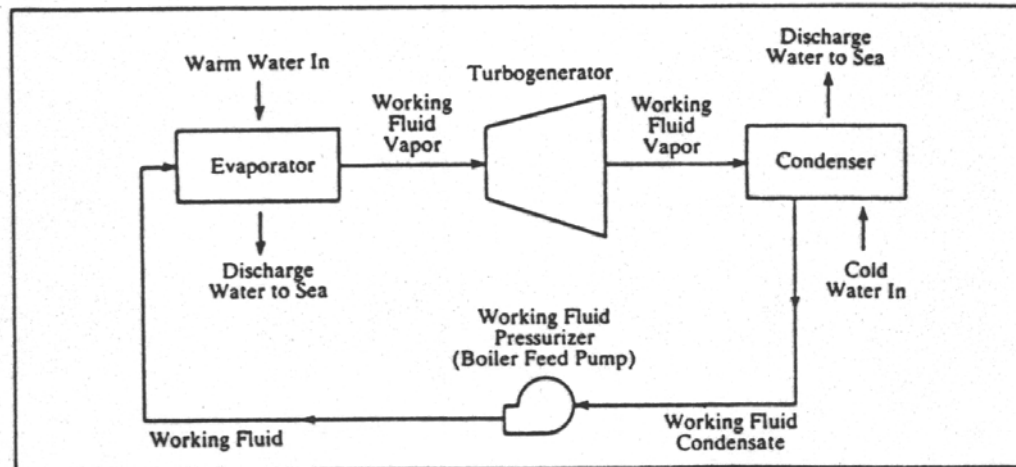 Warm Water In
Evaporator
Discharge
Water to Sea
Working
Fluid
Vapor
Turbogenerator
Working
Fluid
Vapor
Discharge
Water to Sea
Condenser
Cold
Water In
Working Fluid
Pressurizer
(Boiler Feed Pump)
Working Fluid
Working Fluid
Condensate